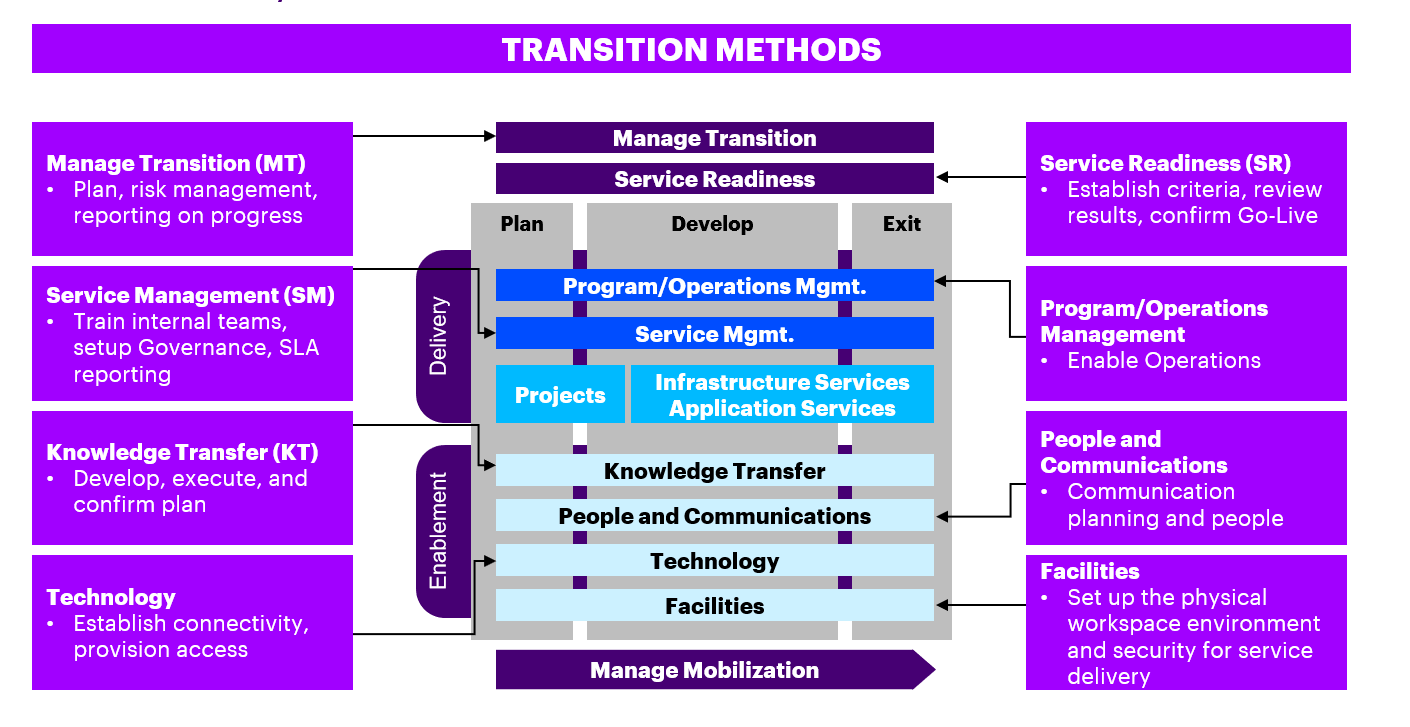 TRANSITION METHODS
Manage Transition (MT)
• Plan, risk management,
reporting on progress
Service Management (SM)
• Train internal teams,
setup Governance, SLA
reporting
Knowledge Transfer (KT)
• Develop, execute, and
confirm plan
Technology
• Establish connectivity,
provision access
Manage Transition
Service Readiness
Plan
Develop
Exit
Delivery
Program/Operations Mgmt.
Service Mgmt.
Projects
Infrastructure Services
Application Services
Enablement
Knowledge Transfer
People and Communications
Technology
Facilities
Manage Mobilization
Service Readiness (SR)
• Establish criteria, review
results, confirm Go-Live
Program/Operations
Management
• Enable Operations
People and
Communications
• Communication
planning and people
Facilities
• Set up the physical
workspace environment
and security for service
delivery